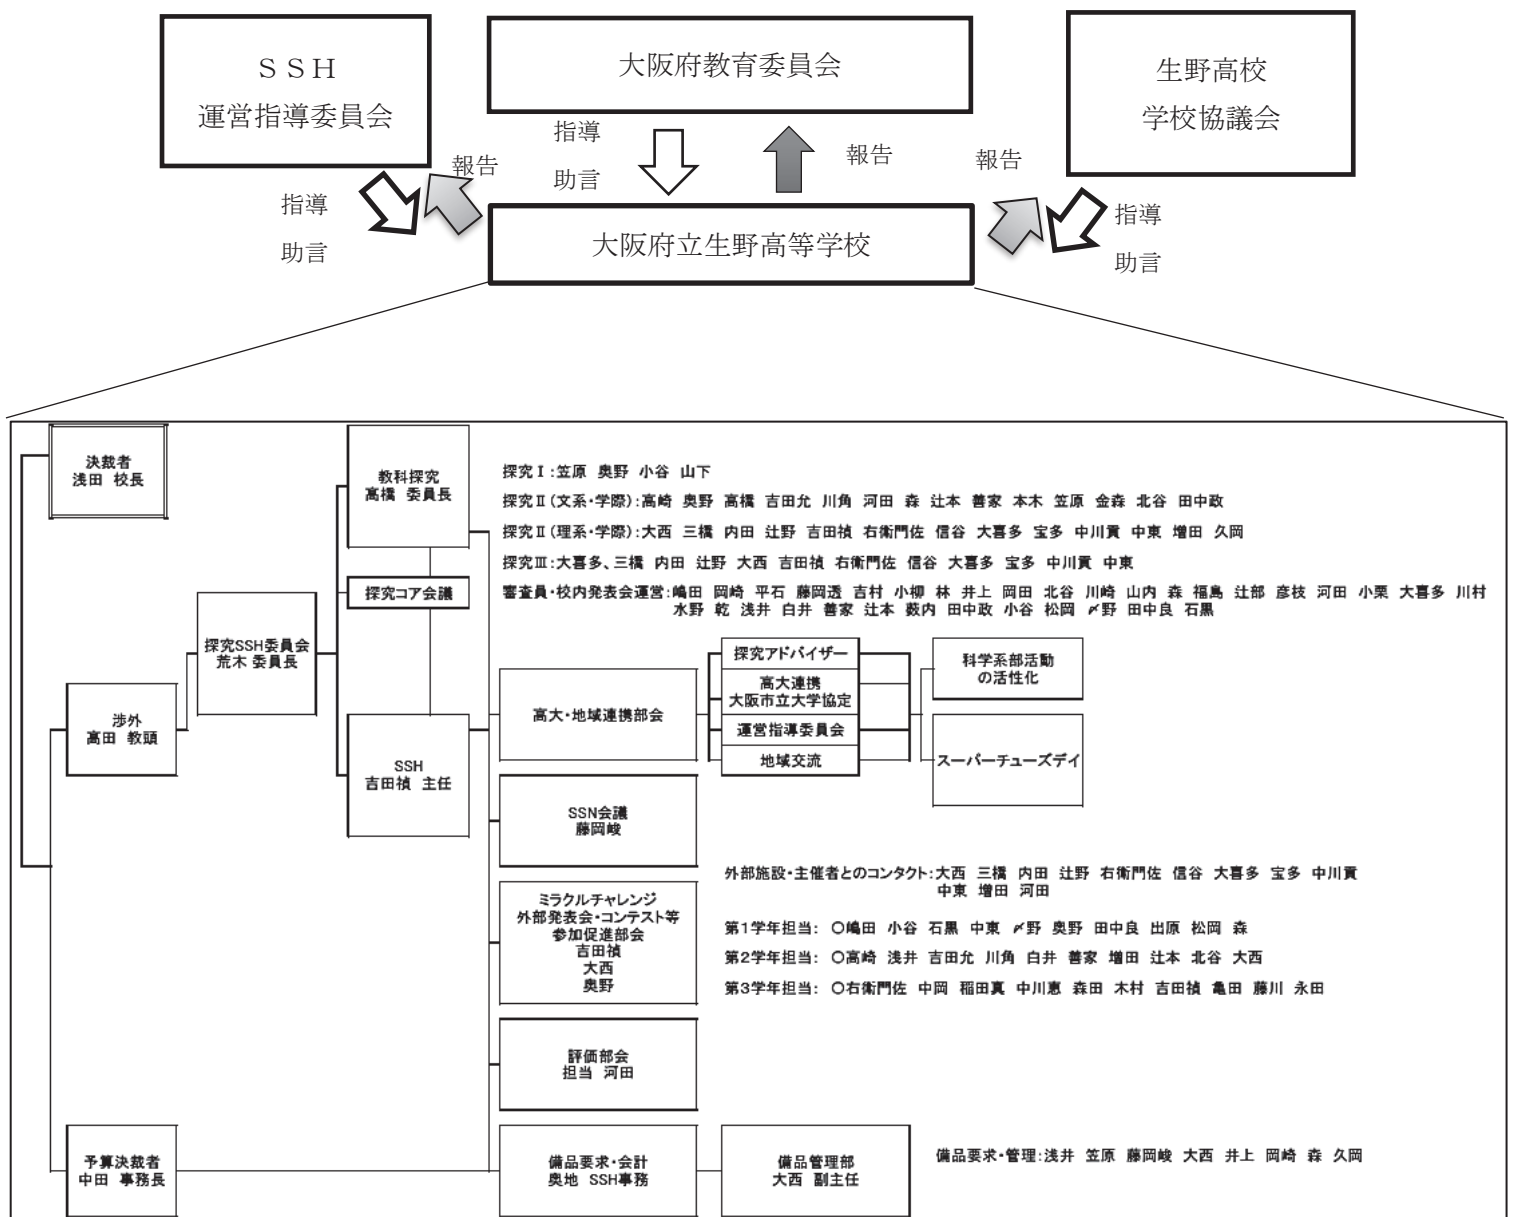 ＳＳＨ
運営指導委員会
大阪府教育委員会
生野高校
学校協議会
指導
助言
報告
指導
助言
報告
報告
指導
助言
大阪府立生野高等学校
決裁者
浅田 校長
教科探究
髙橋 委員長
探究コア会議
探究SSH委員会
荒木 委員長
渉外
髙田 教頭
SSH
吉田禎 主任
予算決裁者
中田 事務長
探究Ⅰ:笠原 奥野 小谷 山下
探究Ⅱ(文系・学際):高崎 奥野 高橋 吉田允 川角 河田 森 辻本 善家 本木 笠原 金森 北谷 田中政
探究Ⅱ(理系・学際):大西 三橋 内田 辻野 吉田禎 右衛門佐 信谷 大喜多 宝多 中川貢 中東 増田 久岡
探究Ⅲ:大喜多、三橋 内田 辻野 大西 吉田禎 右衛門佐 信谷 大喜多 宝多 中川貢 中東
審査員・校内発表会運営:嶋田 岡崎 平石 藤岡透 吉村 小柳 林 井上 岡田 北谷 川崎 山内 森 福島 辻部 彦枝 河田 小栗 大喜多 川村
水野 乾 浅井 白井 善家 辻本 薮内 田中政 小谷 松岡 〆野 田中良 石黒
高大・地域連携部会
探究アドバイザー
高大連携
大阪市立大学協定
運営指導委員会
地域交流
科学系部活動
の活性化
スーパーチューズデイ
SSN会議
藤岡峻
ミラクルチャレンジ
外部発表会・コンテスト等
参加促進部会
吉田禎
大西
奥野
外部施設・主催者とのコンタクト:大西 三橋 内田 辻野 右衛門佐 信谷 大喜多 宝多 中川貢
中東 増田 河田
第1学年担当: ○嶋田 小谷 石黒 中東 〆野 奥野 田中良 出原 松岡 森
第2学年担当: ○高崎 浅井 吉田允 川角 白井 善家 増田 辻本 北谷 大西
第3学年担当: ○右衛門佐 中岡 稲田真 中川恵 森田 木村 吉田禎 亀田 藤川 永田
評価部会
担当 河田
備品要求・会計
奥地 SSH事務
備品管理部
大西 副主任
備品要求・管理:浅井 笠原 藤岡峻 大西 井上 岡崎 森 久岡